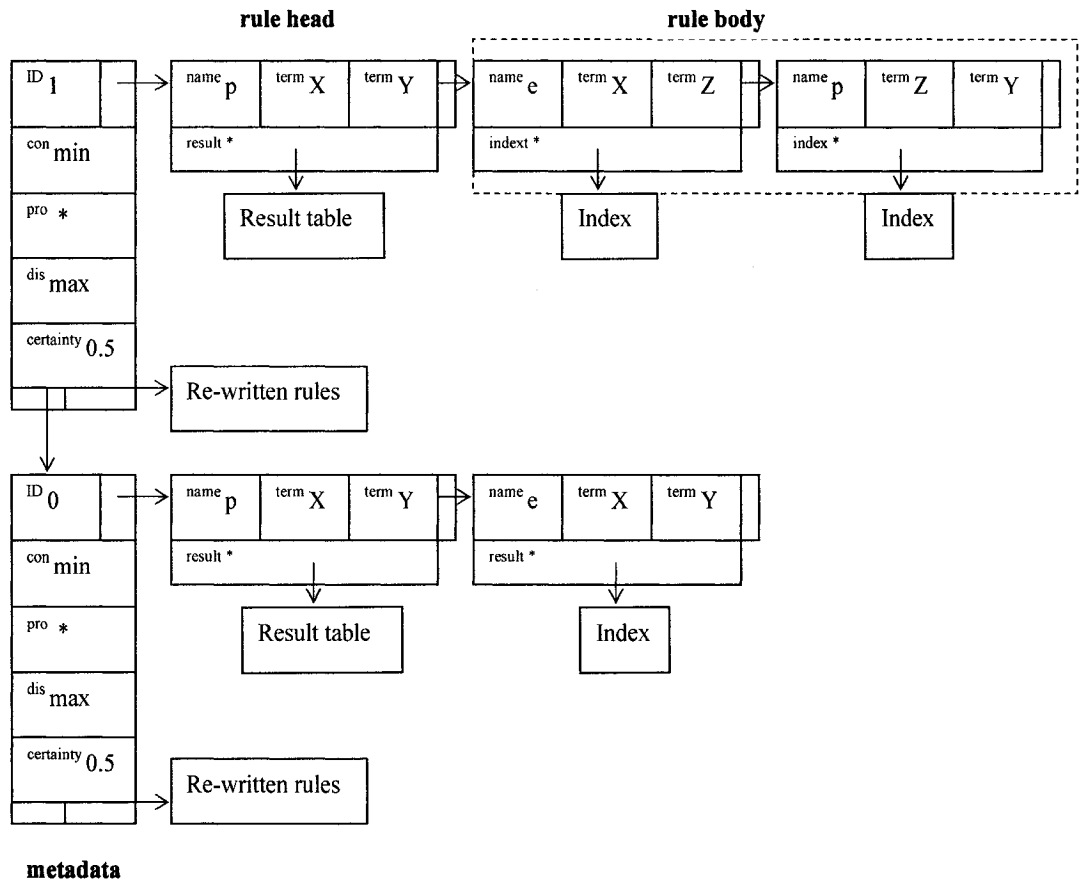 rule head rule body
ID 1 name p term X term Y name e term X term Z name p term Z term Y
con min result * indext * index *
pro * Result table Index Index
dis max
certainty 0.5
Re-written rules
ID 0 name p term X term Y name e term X term Y
con min result * result *
pro * Result table Index
dis max
certainty 0.5
Re-written rules
metadada